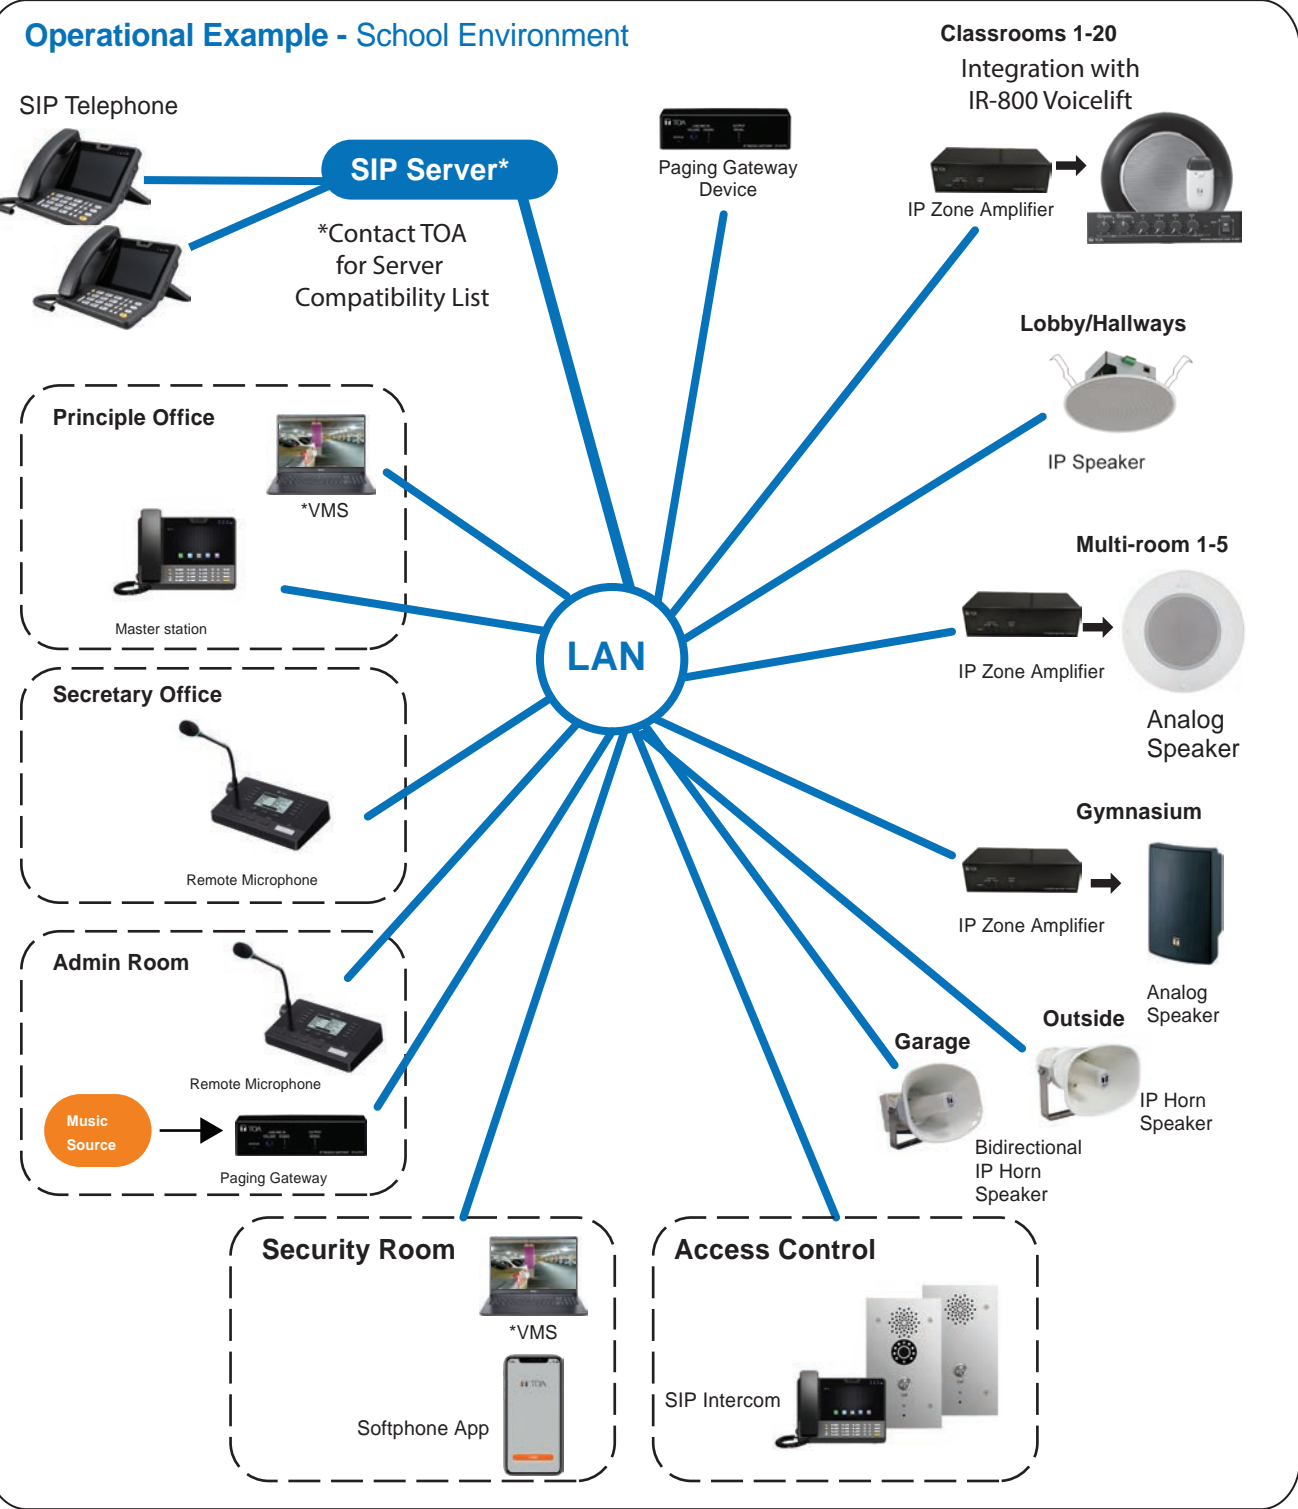 Operational Example - School Environment
SIP Telephone
SIP Server*
*Contact TOA
for Server
Compatibility List
TOA
Paging Gateway
Device
Classrooms 1-20
Integration with
IR-800 Voicelift
IP Zone Amplifier
TOA
Lobby/Hallways
IP Speaker
Multi-room 1-5
IP Zone Amplifier
Analog
Speaker
Gymnasium
IP Zone Amplifier
Analog
Speaker
Outside
IP Horn
Speaker
Garage
Bidirectional
IP Horn
Speaker
LAN
Principle Office
*VMS
Master station
Secretary Office
Remote Microphone
Admin Room
Remote Microphone
Music
Source
TOA
Paging Gateway
Security Room
*VMS
TOA
Softphone App
Access Control
SIP Intercom